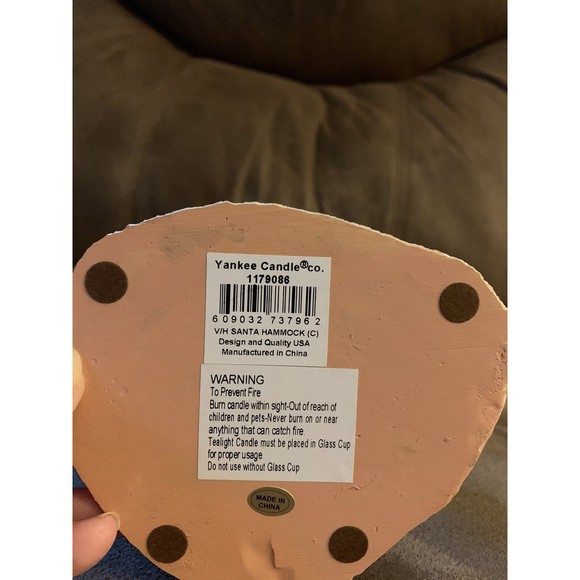 Yankee Candle®co.
1179086
6 09032 73796 2
V/H SANTA HAMMOCK (C)
Design and Quality USA
Manufactured in China
WARNING
To Prevent Fire
Burn candle within sight-Out of reach of
children and pets-Never burn on or near
anything that can catch fire
Tealight Candle must be placed in Glass Cup
for proper usage
Do not use without Glass Cup
MADE IN
CHINA